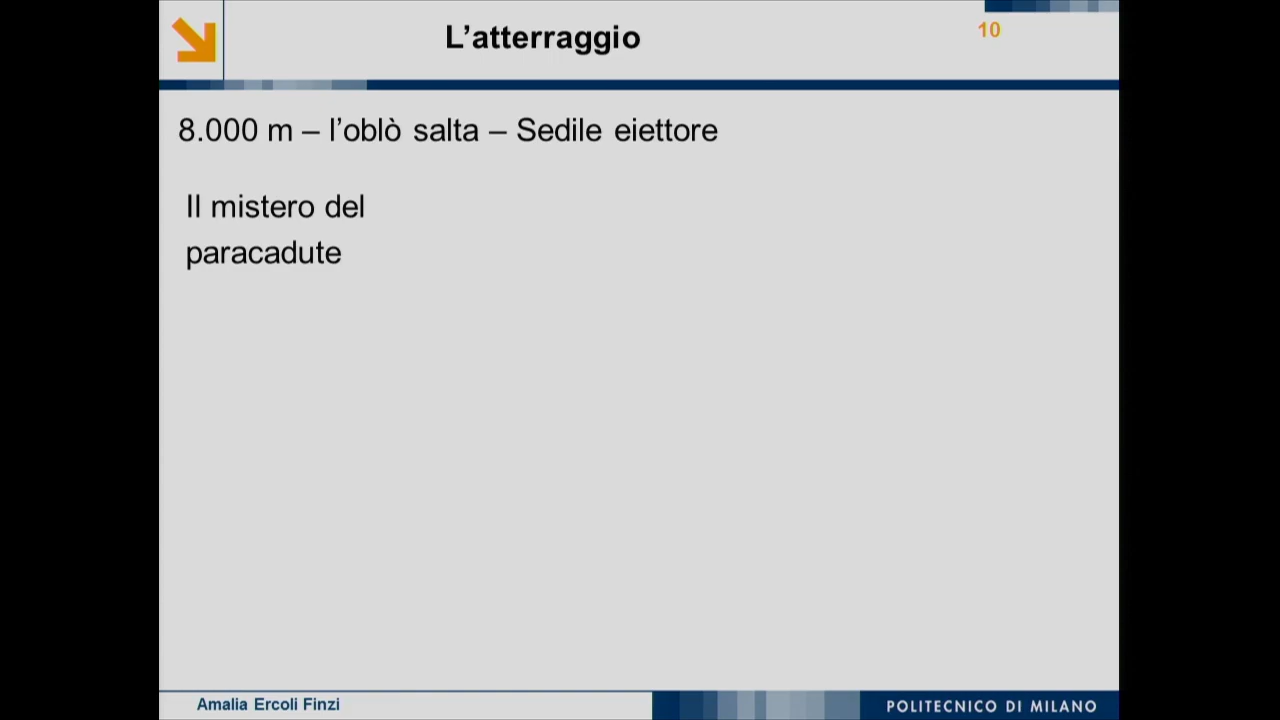 L’atterraggio
10
8.000 m – l’oblò salta – Sedile eiettore
Il mistero del
paracadute
Amalia Ercoli Finzi
POLITECNICO DI MILANO